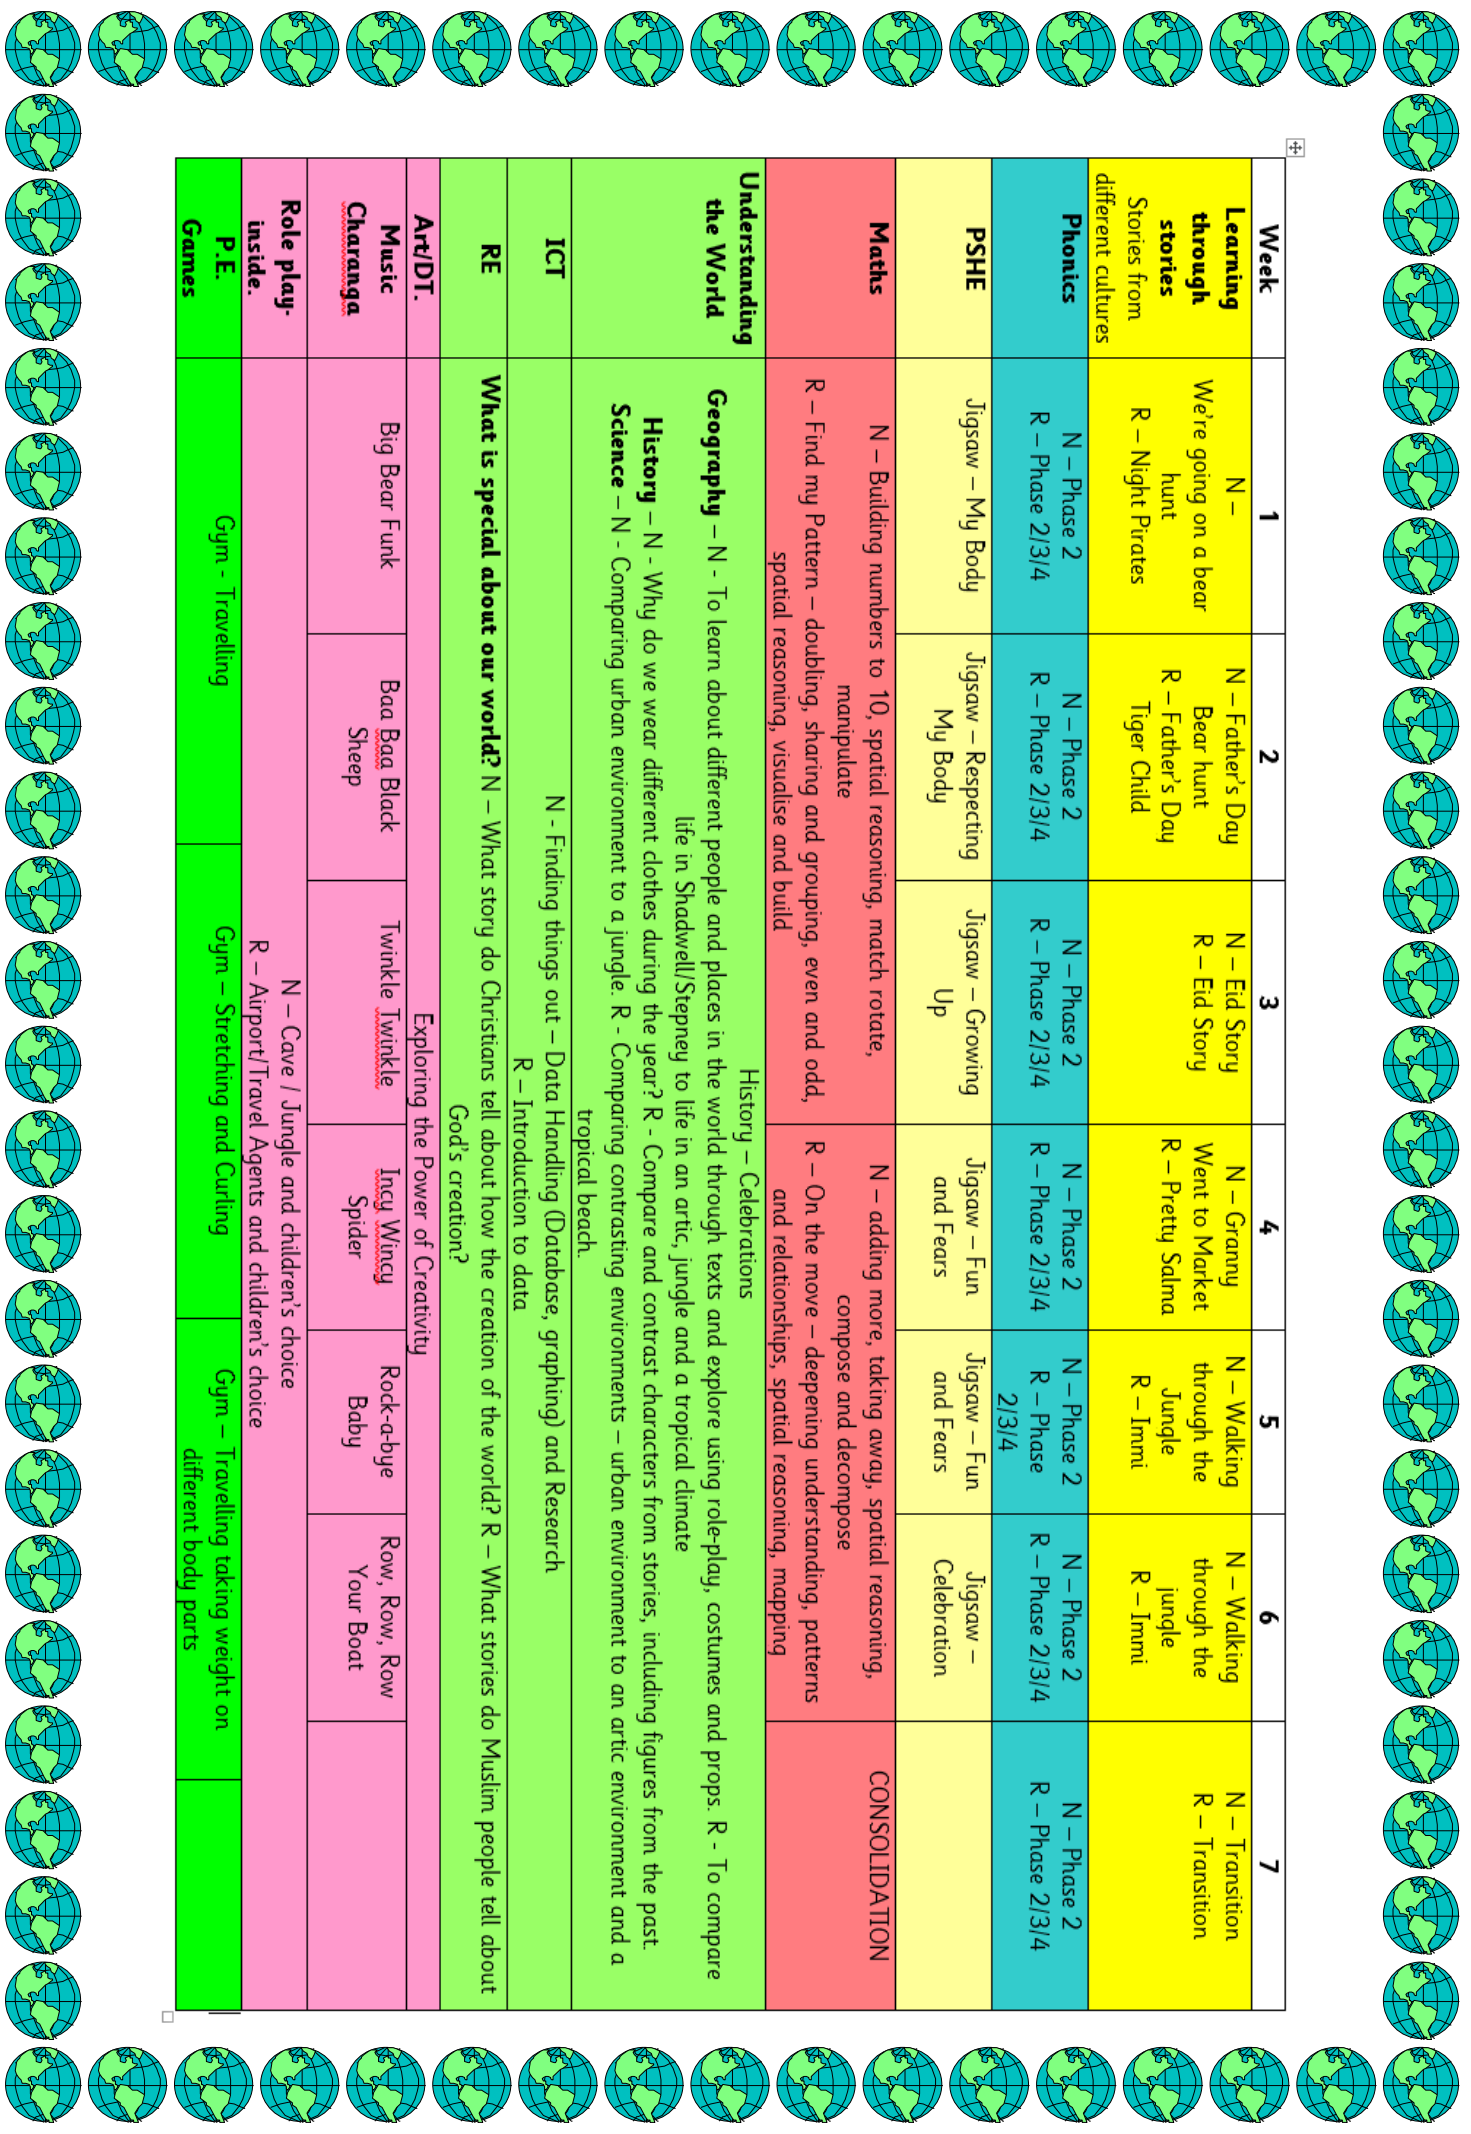 Week
1
2
3
4
5
6
7
Learning
through
stories
Stories from
different cultures
N –
We're going on a bear
hunt
R – Night Pirates
N – Father's Day
Bear hunt
R – Father's Day
Tiger Child
N – Eid Story
R – Eid Story
N – Granny
Went to Market
R – Pretty Salma
N – Walking
through the
Jungle
R – Immi
N – Walking
through the
jungle
R – Immi
N – Transition
R – Transition
Phonics
N – Phase 2
R – Phase 2/3/4
N – Phase 2
R – Phase 2/3/4
N – Phase 2
R – Phase 2/3/4
N – Phase 2
R – Phase 2/3/4
N – Phase 2
R – Phase
2/3/4
N – Phase 2
R – Phase 2/3/4
N – Phase 2
R – Phase 2/3/4
PSHE
Jigsaw – My Body
Jigsaw – Respecting
My Body
Jigsaw – Growing
Up
Jigsaw – Fun
and Fears
Jigsaw – Fun
and Fears
Jigsaw –
Celebration
Maths
N – Building numbers to 10, spatial reasoning, match rotate,
manipulate
R – Find my Pattern – doubling, sharing and grouping, even and odd,
spatial reasoning, visualise and build
N – adding more, taking away, spatial reasoning,
compose and decompose
R – On the move – deepening understanding, patterns
and relationships, spatial reasoning, mapping
CONSOLIDATION
Understanding
the World
History – Celebrations
Geography – N - To learn about different people and places in the world through texts and explore using role-play, costumes and props. R - To compare
life in Shadwell/Stepney to life in an artic, jungle and a tropical climate
History – N - Why do we wear different clothes during the year? R - Compare and contrast characters from stories, including figures from the past.
Science – N - Comparing urban environment to a jungle. R - Comparing contrasting environments – urban environment to an artic environment and a
tropical beach.
ICT
N - Finding things out – Data Handling (Database, graphing) and Research
R – Introduction to data
RE
What is special about our world? N – What story do Christians tell about how the creation of the world? R – What stories do Muslim people tell about
God's creation?
Art/DT.
Exploring the Power of Creativity
Music
Charanga
Big Bear Funk
Baa Baa Black
Sheep
Twinkle Twinkle
Incy Wincy
Spider
Rock-a-bye
Baby
Row, Row, Row
Your Boat
Role play-
inside.
N – Cave / Jungle and children's choice
R – Airport/Travel Agents and children's choice
P.E.
Games
Gym - Travelling
Gym – Stretching and Curling
Gym – Travelling taking weight on
different body parts